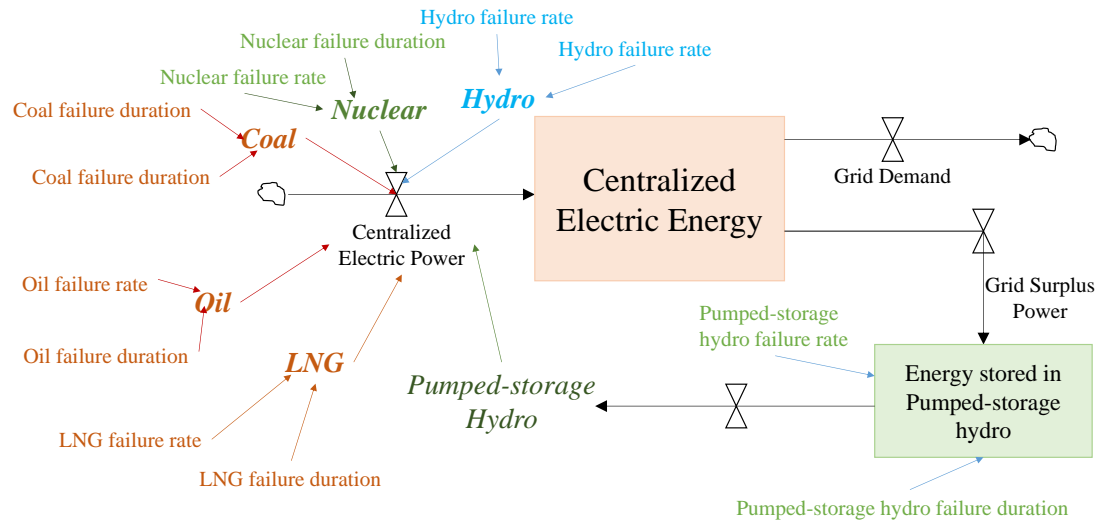 Hydro failure rate
Nuclear failure duration
Hydro failure rate
Nuclear failure rate
Hydro
Coal failure duration
Nuclear
Coal
Coal failure duration
Centralized
Electric Energy
Grid Demand
Centralized
Electric Power
Oil failure rate
Oil
Grid Surplus
Power
Pumped-storage
hydro failure rate
Oil failure duration
LNG
Pumped-storage
Hydro
Energy stored in
Pumped-storage
hydro
LNG failure rate
LNG failure duration
Pumped-storage hydro failure duration